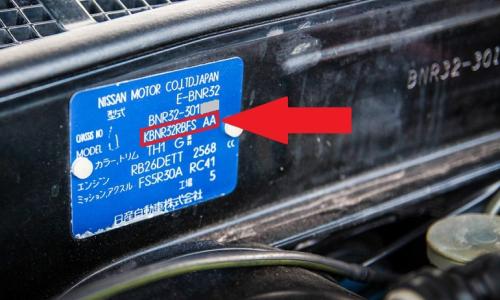 NISSAN MOTOR CO.,LTD.JAPAN
型式 E-BNR32
CHASSIS NO BNR32-301
MODEL KBNR32RBFS AA
カラー,トリム TH1 G
エンジン RB26DETT 2568 cc
ミッション,アクスル FS5R30A RC41
工場 5
日産自動車株式会社
BNR32-301